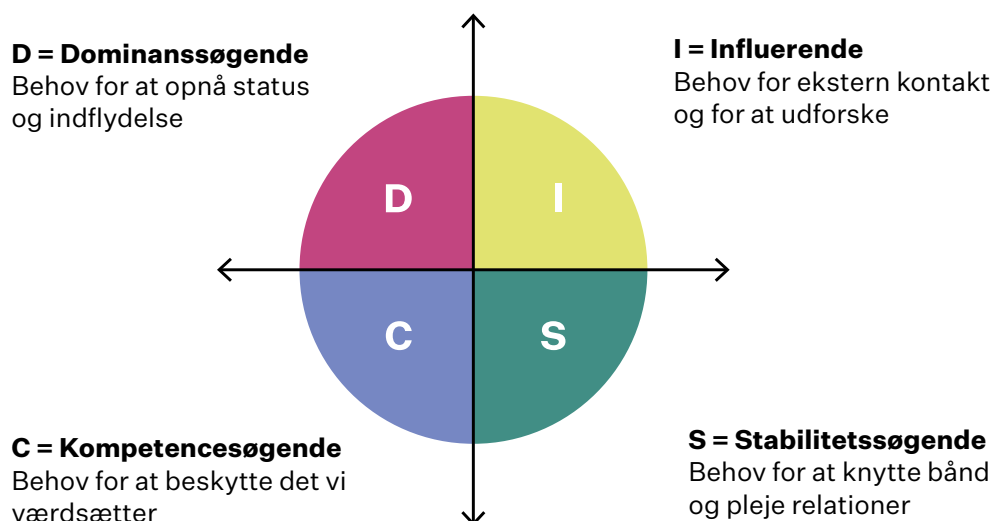 D = Dominanssøgende
Behov for at opnå status
og indflydelse
I = Influerende
Behov for ekstern kontakt
og for at udforske
D
I
C
S
C = Kompetencesøgende
Behov for at beskytte det vi
værdsætter
S = Stabilitetssøgende
Behov for at knytte bånd
og pleje relationer